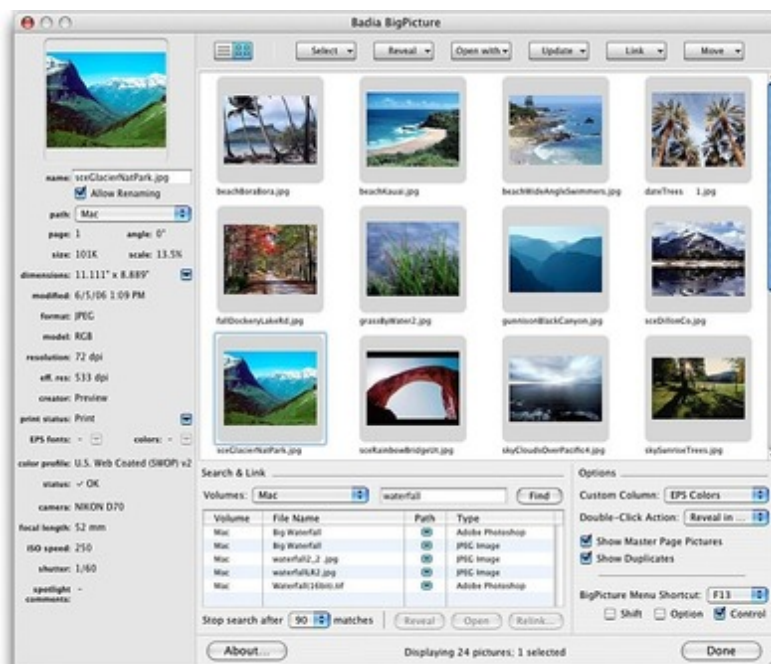 Badia BigPicture
Select
Reveal
Open with
Update
Link
Move
name: sceGlacierNatPark.jpg
Allow Renaming
path: Mac
page: 1 angle: 0°
size: 101K scale: 13.5%
dimensions: 11.111" x 8.889"
modified: 6/5/06 1:09 PM
format: JPEG
model: RGB
resolution: 72 dpi
eff. res: 533 dpi
creator: Preview
print status: Print
EPS fonts: - colors: -
color profile: U.S. Web Coated (SWOP) v2
status: ✓ OK
camera: NIKON D70
focal length: 52 mm
ISO speed: 250
shutter: 1/60
spotlight comments: -
beachBoraBora.jpg
beachKauai.jpg
beachWideAngleSwimmers.jpg
dateTrees 1.jpg
fallDockeryLakeRd.jpg
grassByWater2.jpg
gunnisonBlackCanyon.jpg
sceDillonCo.jpg
sceGlacierNatPark.jpg
sceRainbowBridgeUt.jpg
skyCloudsOverPacific4.jpg
skySunriseTrees.jpg
Search & Link
Volumes: Mac waterfall Find
Volume File Name Path Type
Mac Big Waterfall Adobe Photoshop
Mac Big Waterfall JPEG Image
Mac waterfall2_2 .jpg JPEG Image
Mac waterfallLK2.jpg JPEG Image
Mac Waterfall(16bit).tif Adobe Photoshop
Stop search after 90 matches Reveal Open Relink...
Options
Custom Column: EPS Colors
Double-Click Action: Reveal in ...
Show Master Page Pictures
Show Duplicates
BigPicture Menu Shortcut: F13
Shift Option Control
About... Displaying 24 pictures; 1 selected Done